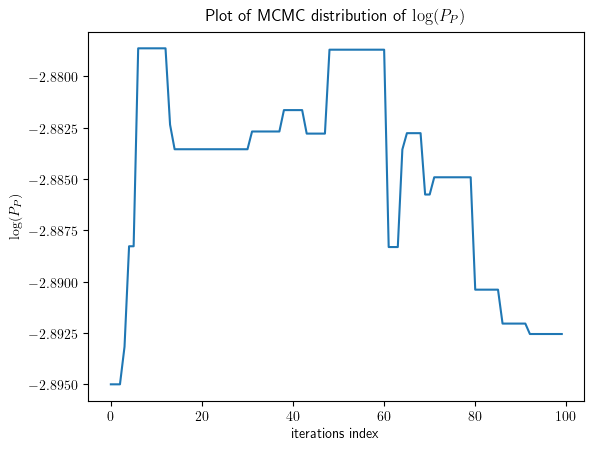 Plot of MCMC distribution of log(P_P)
log(P_P)
−2.8800
−2.8825
−2.8850
−2.8875
−2.8900
−2.8925
−2.8950
0 20 40 60 80 100
iterations index